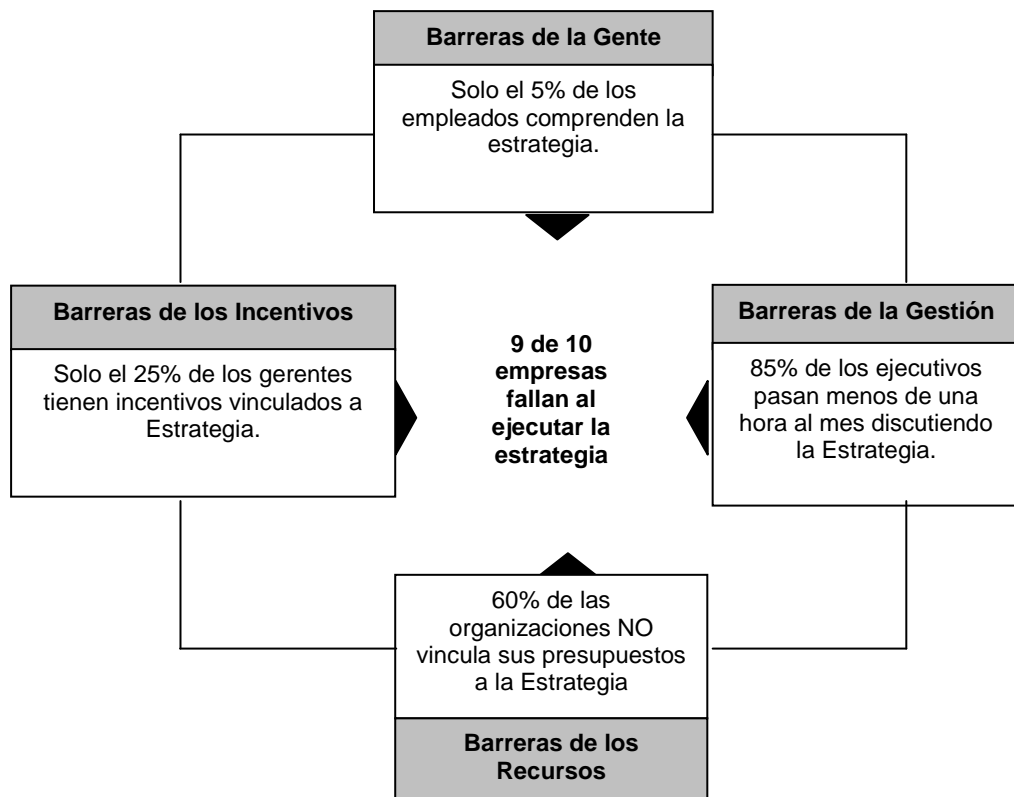 Barreras de la Gente
Solo el 5% de los
empleados comprenden la
estrategia.
Barreras de los Incentivos
Solo el 25% de los gerentes
tienen incentivos vinculados a
Estrategia.
9 de 10
empresas
fallan al
ejecutar la
estrategia
Barreras de la Gestión
85% de los ejecutivos
pasan menos de una
hora al mes discutiendo
la Estrategia.
60% de las
organizaciones NO
vincula sus presupuestos
a la Estrategia
Barreras de los
Recursos